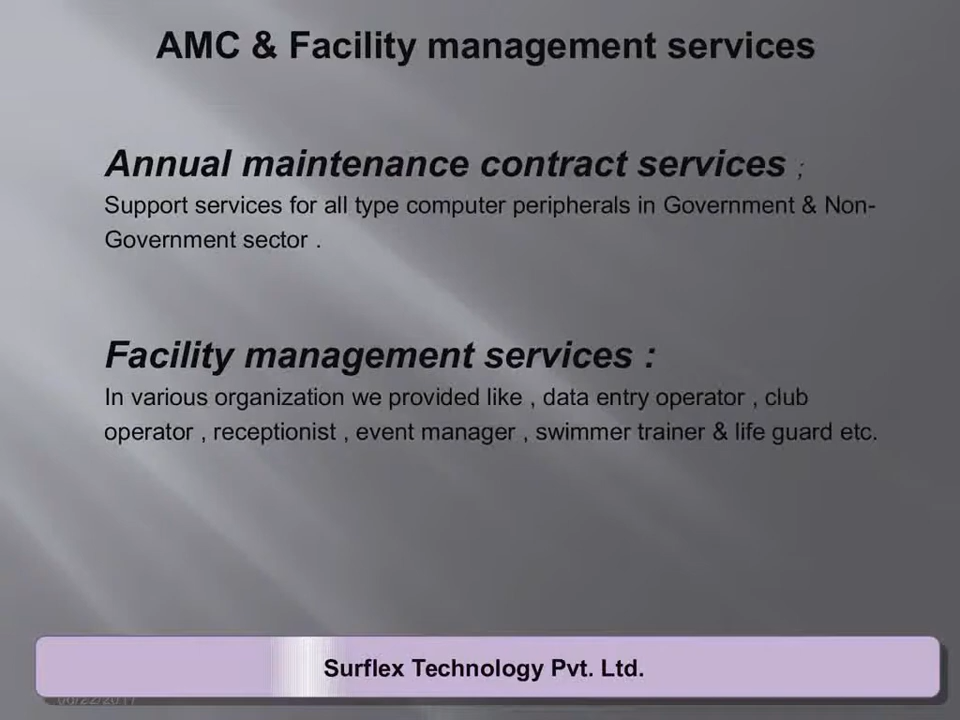 AMC & Facility management services
Annual maintenance contract services ;
Support services for all type computer peripherals in Government & Non-
Government sector .
Facility management services :
In various organization we provided like , data entry operator , club
operator , receptionist , event manager , swimmer trainer & life guard etc.
Surflex Technology Pvt. Ltd.